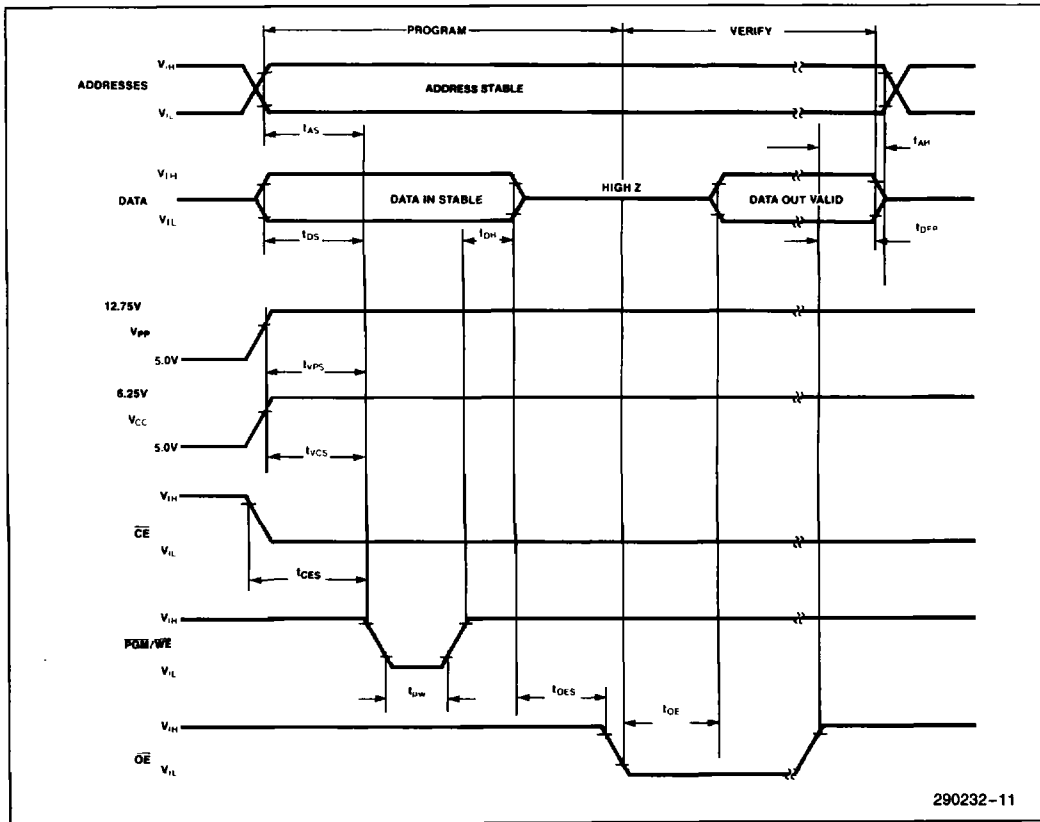 PROGRAM
VERIFY
ADDRESSES
VIH
VIL
ADDRESS STABLE
tAS
tAH
DATA
VIH
VIL
DATA IN STABLE
HIGH Z
DATA OUT VALID
tDS
tDH
tDFP
12.75V
VPP
5.0V
tVPS
6.25V
VCC
5.0V
tVCS
VIH
CE
VIL
tCES
VIH
PGM/WE
VIL
tPW
tOES
tOE
VIH
OE
VIL
290232-11